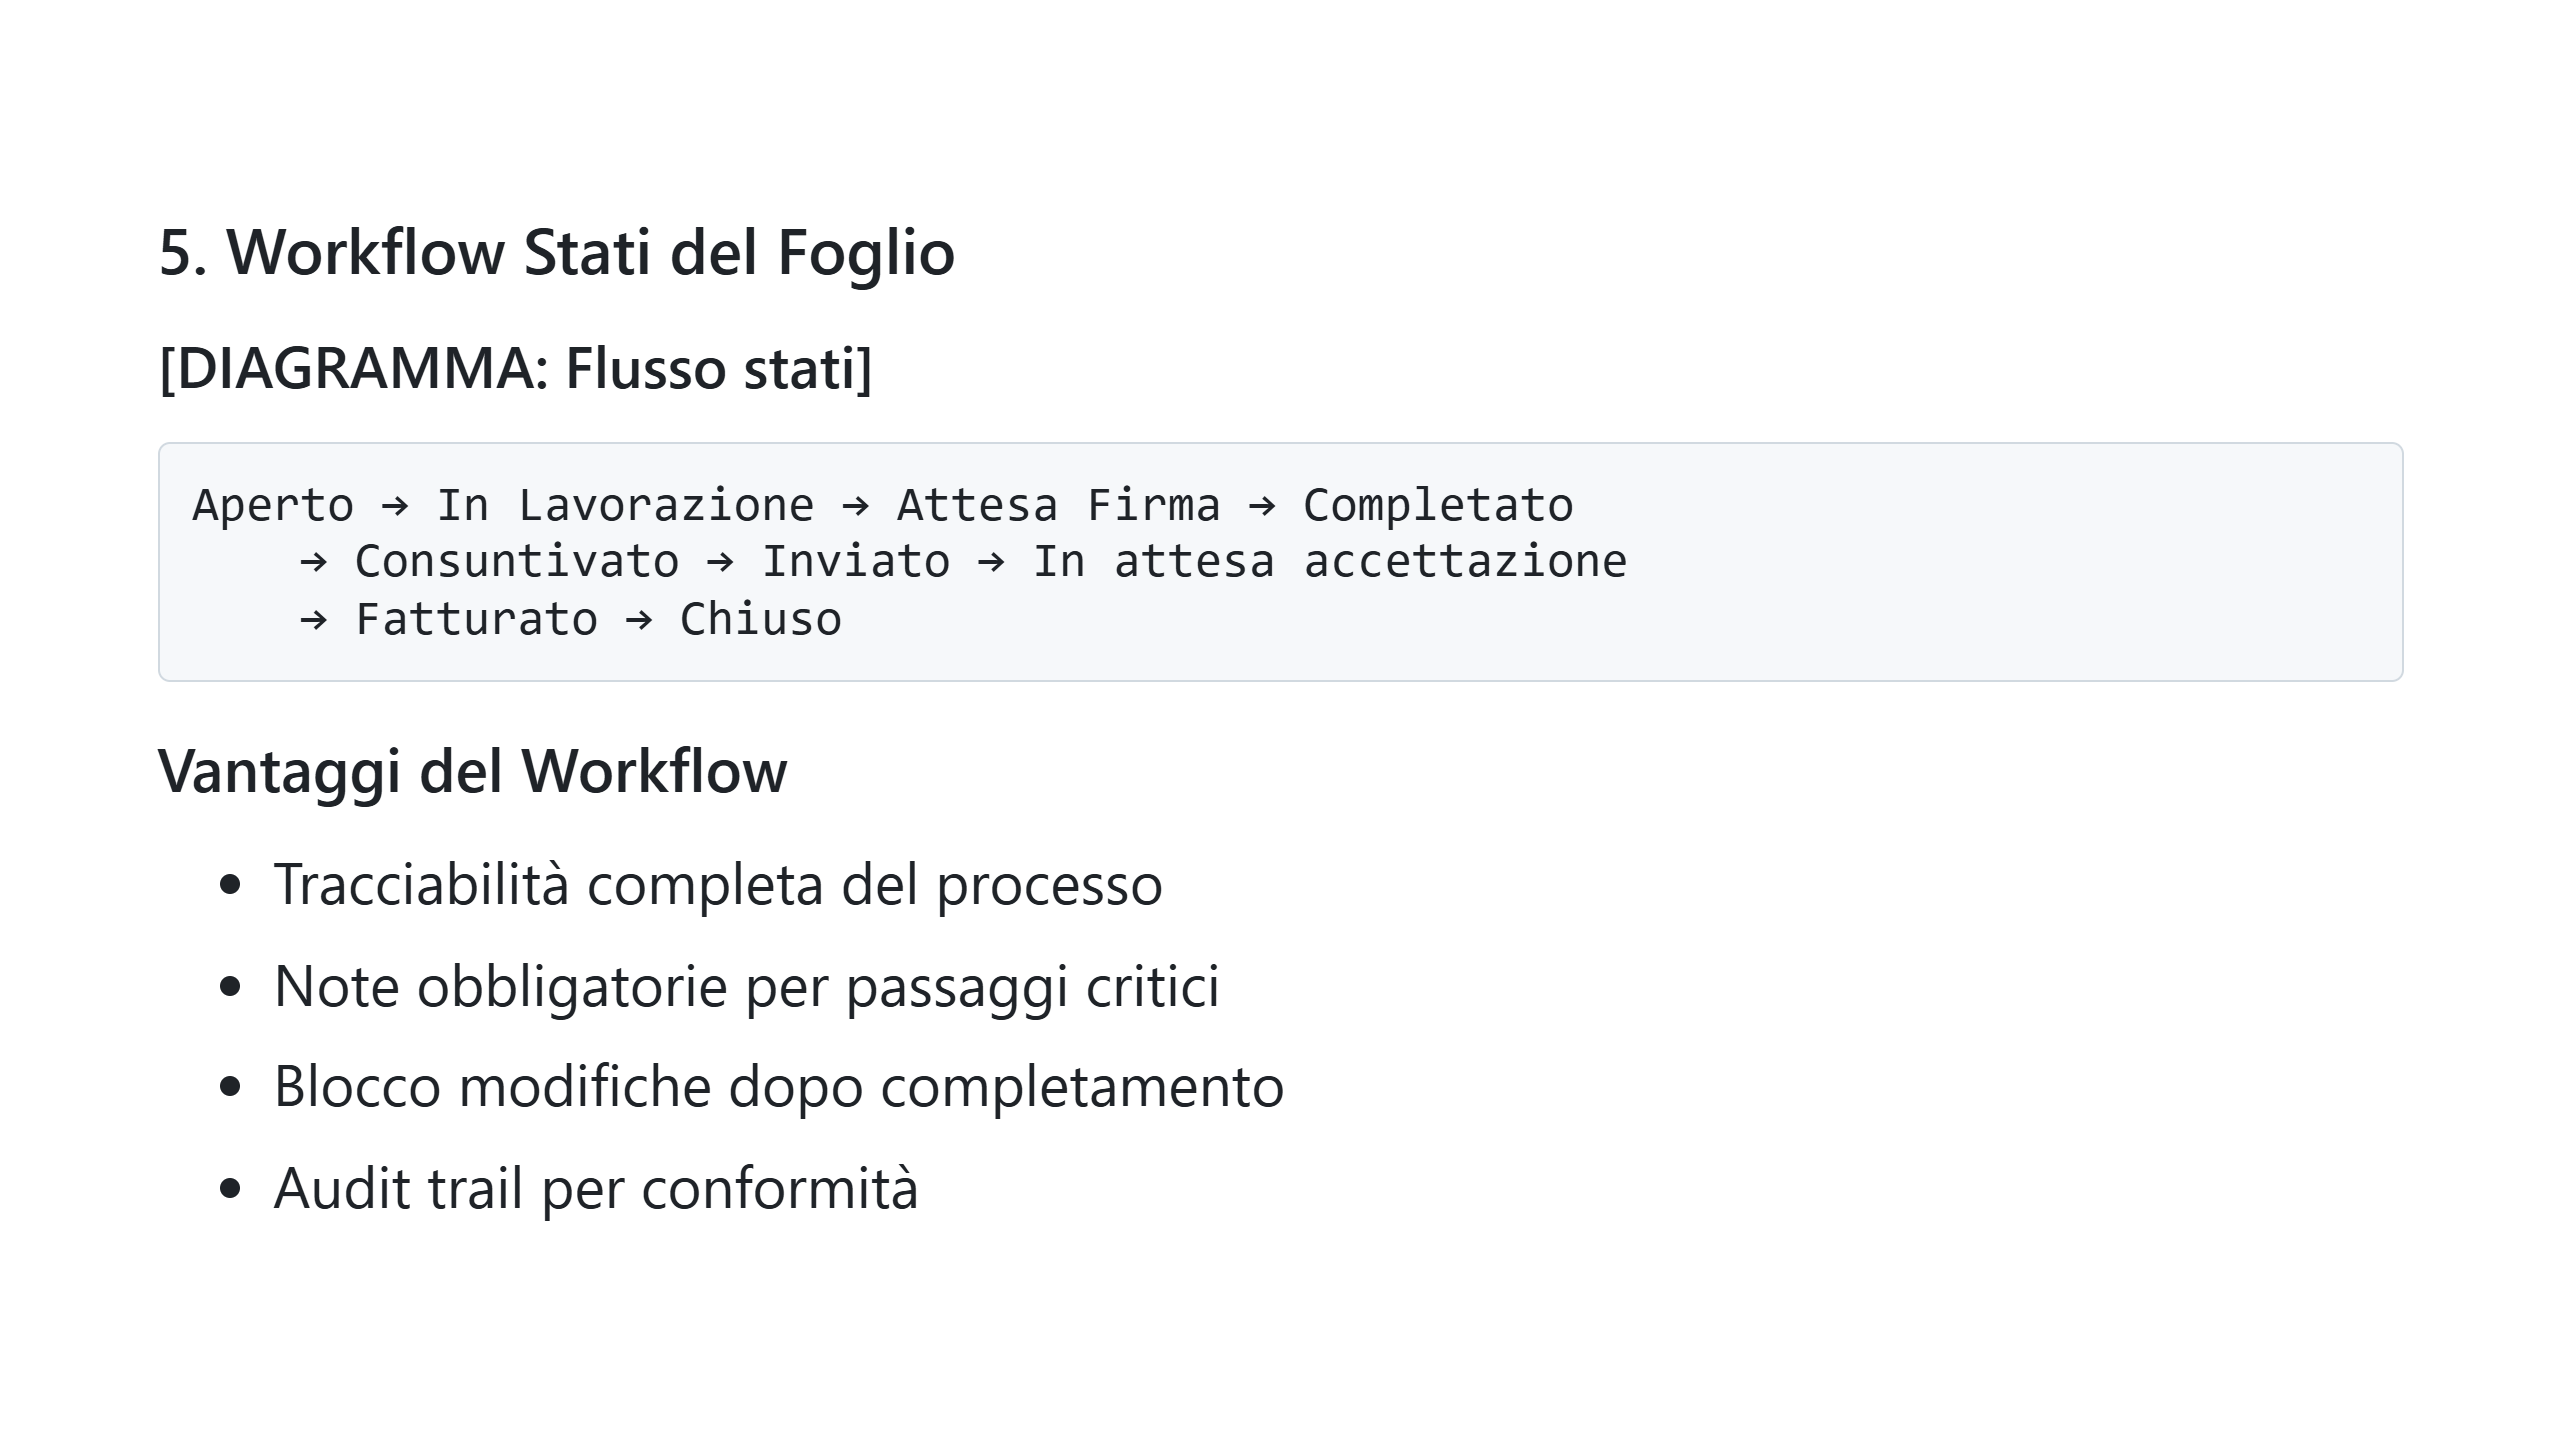 5. Workflow Stati del Foglio
[DIAGRAMMA: Flusso stati]
Aperto → In Lavorazione → Attesa Firma → Completato
    → Consuntivato → Inviato → In attesa accettazione
    → Fatturato → Chiuso
Vantaggi del Workflow
• Tracciabilità completa del processo
• Note obbligatorie per passaggi critici
• Blocco modifiche dopo completamento
• Audit trail per conformità